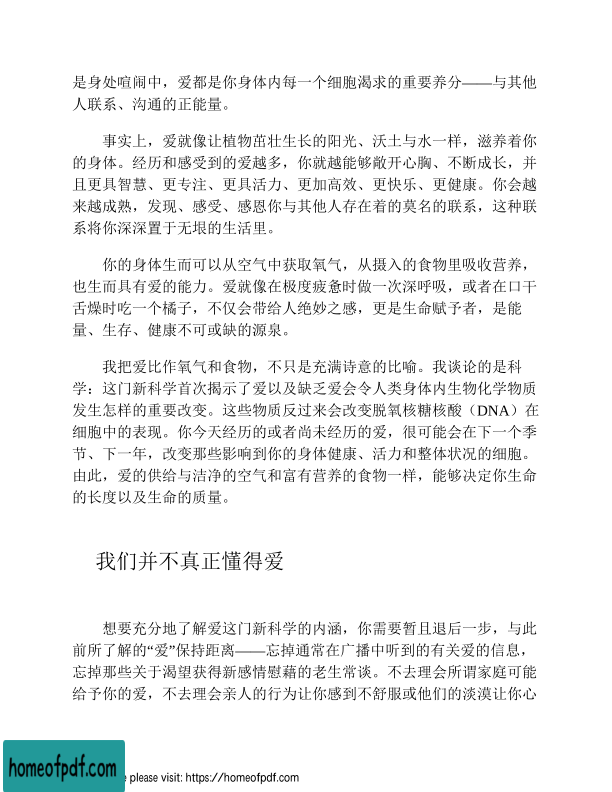 是身处喧闹中，爱都是你身体内每一个细胞渴求的重要养分——与其他
人联系、沟通的正能量。
事实上，爱就像让植物茁壮生长的阳光、沃土与水一样，滋养着你
的身体。经历和感受到的爱越多，你就越能够敞开心胸、不断成长，并
且更具智慧、更专注、更具活力、更加高效、更快乐、更健康。你会越
来越成熟，发现、感受、感恩你与其他人存在着的莫名的联系，这种联
系将你深深置于无垠的生活里。
你的身体生而可以从空气中获取氧气，从摄入的食物里吸收营养，
也生而具有爱的能力。爱就像在极度疲惫时做一次深呼吸，或者在口干
舌燥时吃一个橘子，不仅会带给人绝妙之感，更是生命赋予者，是能
量、生存、健康不可或缺的源泉。
我把爱比作氧气和食物，不只是充满诗意的比喻。我谈论的是科
学：这门新科学首次揭示了爱以及缺乏爱会令人类身体内生物化学物质
发生怎样的重要改变。这些物质反过来会改变脱氧核糖核酸（DNA）在
细胞中的表现。你今天经历的或者尚未经历的爱，很可能会在下一个季
节、下一年，改变那些影响到你的身体健康、活力和整体状况的细胞。
由此，爱的供给与洁净的空气和富有营养的食物一样，能够决定你生命
的长度以及生命的质量。
我们并不真正懂得爱
想要充分地了解爱这门新科学的内涵，你需要暂且退后一步，与此
前所了解的“爱”保持距离——忘掉通常在广播中听到的有关爱的信息，
忘掉那些关于渴望获得新感情慰藉的老生常谈。不去理会所谓家庭可能
给予你的爱，不去理会亲人的行为让你感到不舒服或他们的淡漠让你心
homeofpdf.com
please visit: https://homeofpdf.com